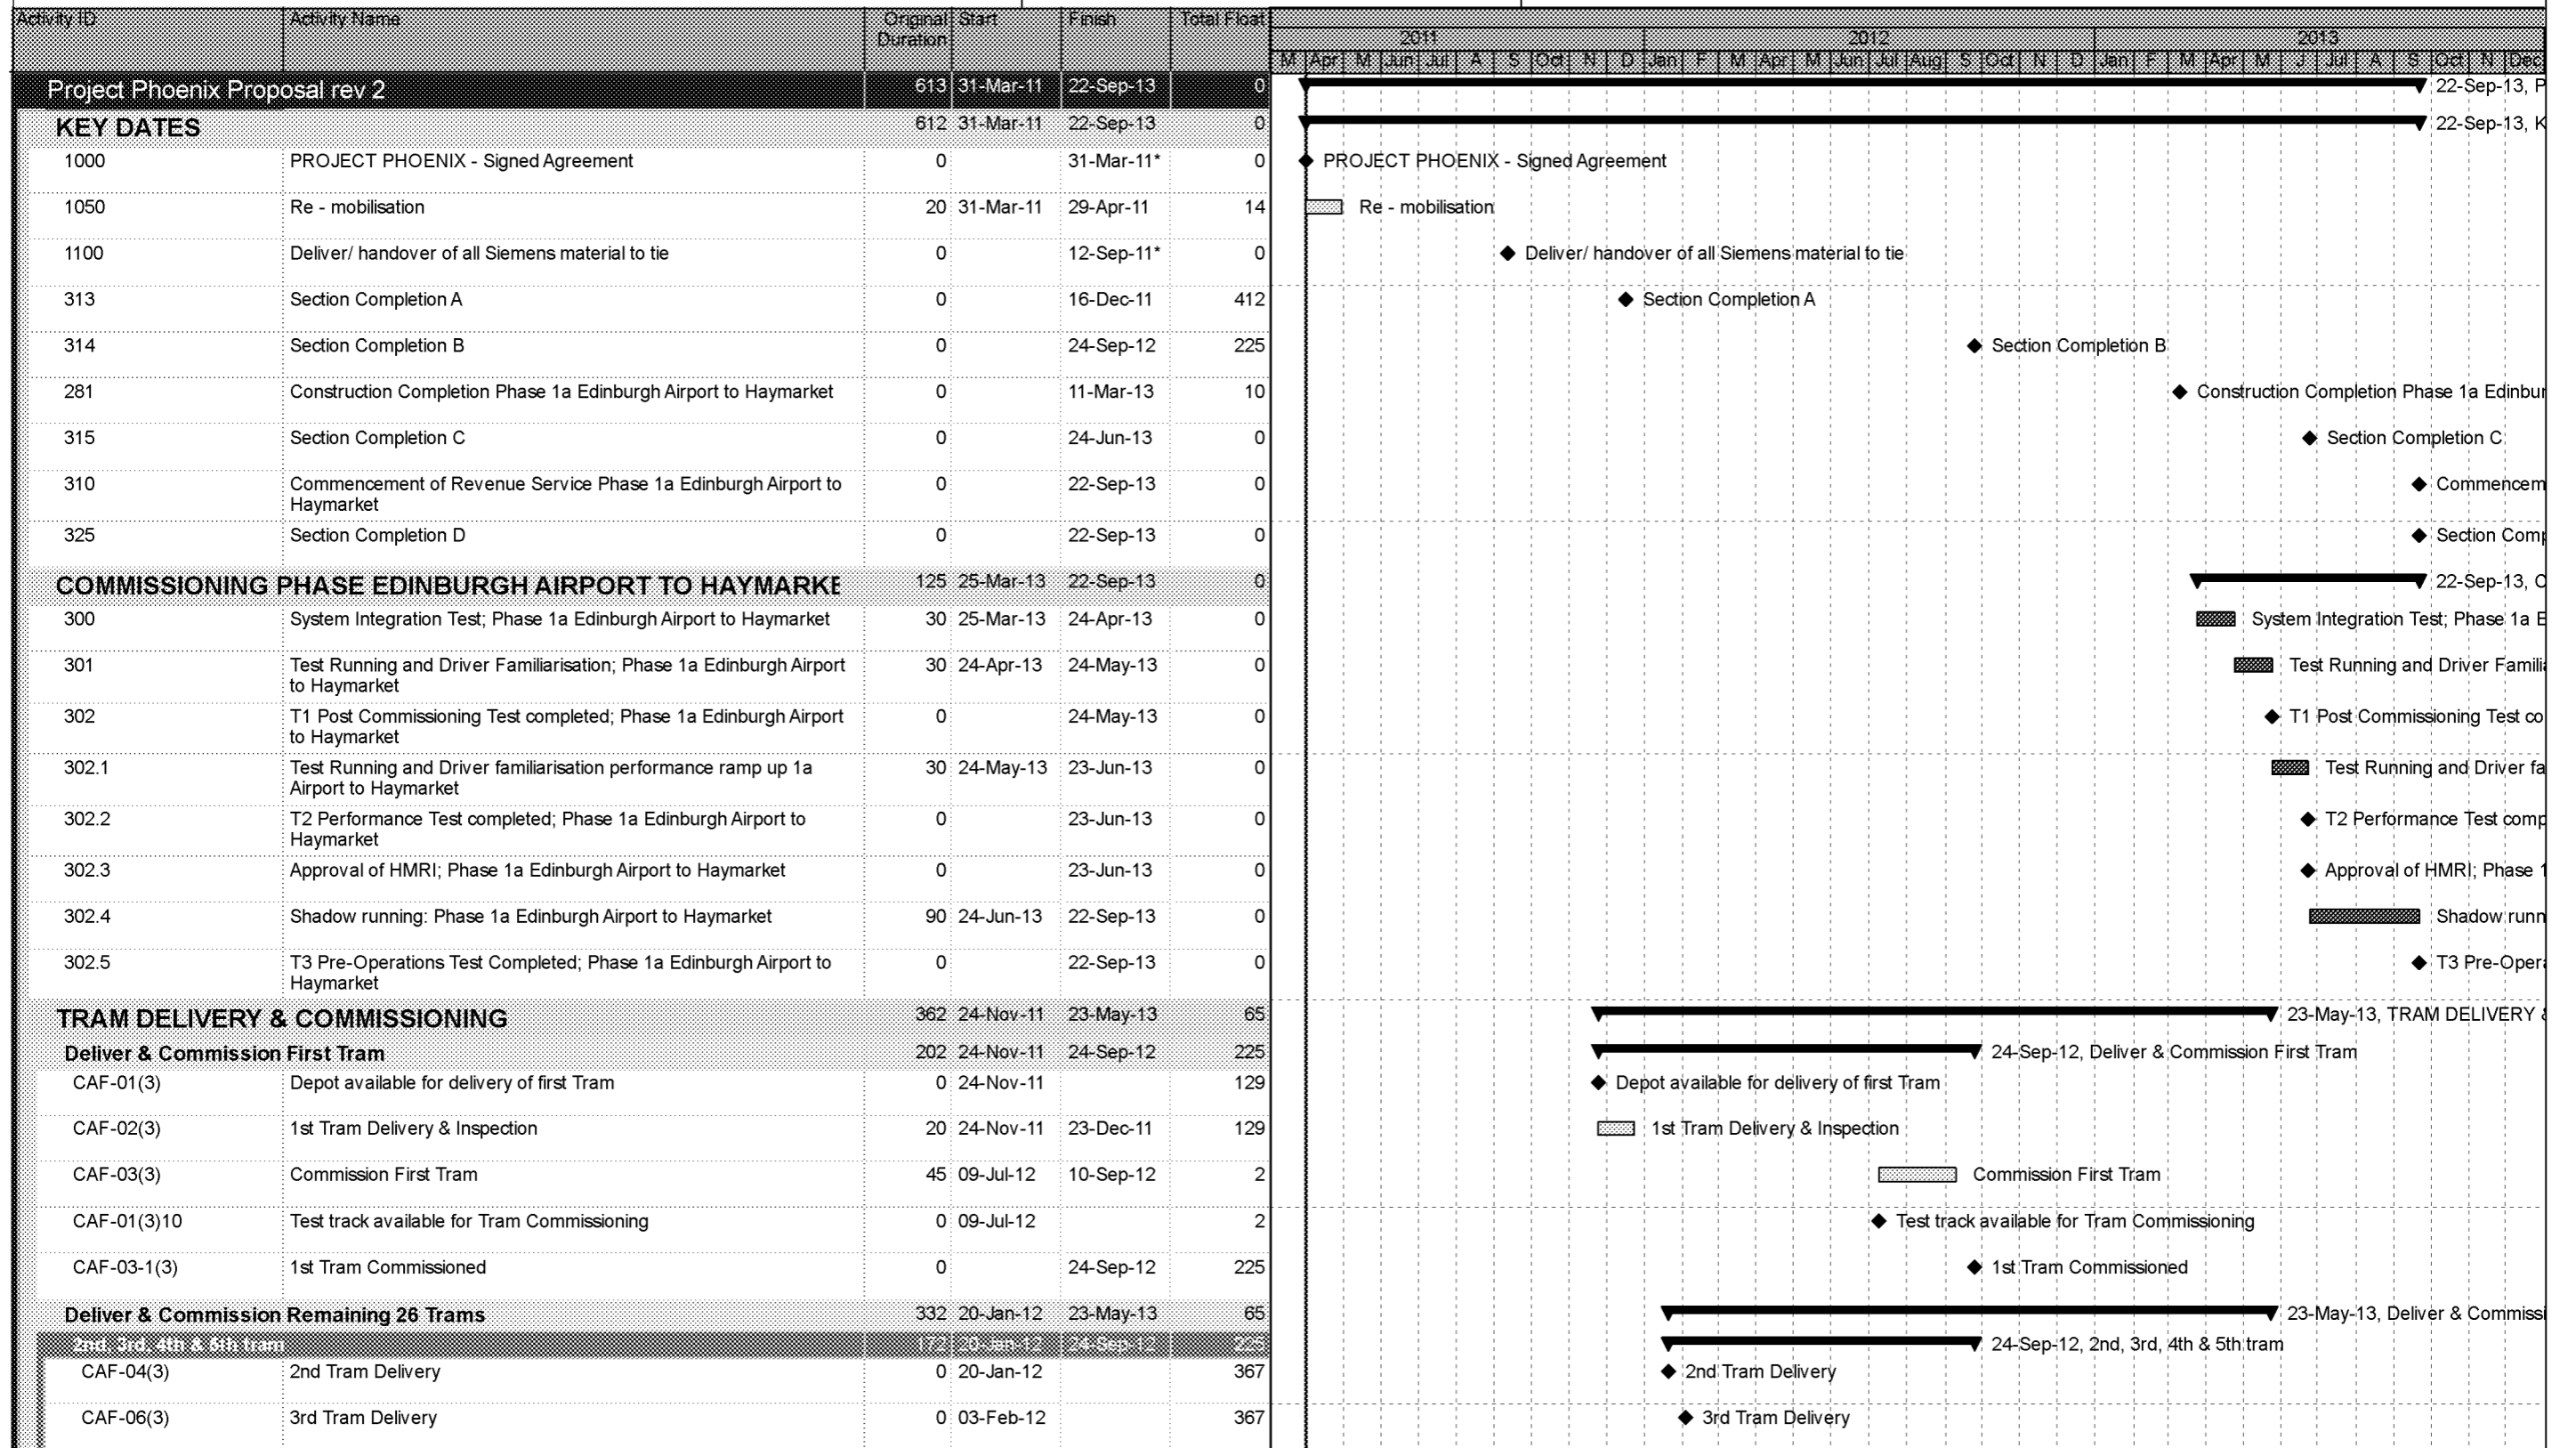 Activity ID Activity Name Original Duration Start Finish Total Float
2011 2012 2013
M Apr M Jun Jul A S Oct N D Jan F M Apr M Jun Jul Aug S Oct N D Jan F M Apr M J Jul A S Oct N Dec
Project Phoenix Proposal rev 2 613 31-Mar-11 22-Sep-13 0 22-Sep-13, P
KEY DATES 612 31-Mar-11 22-Sep-13 0 22-Sep-13, K
1000 PROJECT PHOENIX - Signed Agreement 0 31-Mar-11* 0 PROJECT PHOENIX - Signed Agreement
1050 Re - mobilisation 20 31-Mar-11 29-Apr-11 14 Re - mobilisation
1100 Deliver/ handover of all Siemens material to tie 0 12-Sep-11* 0 Deliver/ handover of all Siemens material to tie
313 Section Completion A 0 16-Dec-11 412 Section Completion A
314 Section Completion B 0 24-Sep-12 225 Section Completion B
281 Construction Completion Phase 1a Edinburgh Airport to Haymarket 0 11-Mar-13 10 Construction Completion Phase 1a Edinbur
315 Section Completion C 0 24-Jun-13 0 Section Completion C
310 Commencement of Revenue Service Phase 1a Edinburgh Airport to 0 22-Sep-13 0 Commencem
Haymarket
325 Section Completion D 0 22-Sep-13 0 Section Comp
COMMISSIONING PHASE EDINBURGH AIRPORT TO HAYMARKE 125 25-Mar-13 22-Sep-13 0 22-Sep-13, C
300 System Integration Test; Phase 1a Edinburgh Airport to Haymarket 30 25-Mar-13 24-Apr-13 0 System Integration Test; Phase 1a E
301 Test Running and Driver Familiarisation; Phase 1a Edinburgh Airport 30 24-Apr-13 24-May-13 0 Test Running and Driver Familia
to Haymarket
302 T1 Post Commissioning Test completed; Phase 1a Edinburgh Airport 0 24-May-13 0 T1 Post Commissioning Test co
to Haymarket
302.1 Test Running and Driver familiarisation performance ramp up 1a 30 24-May-13 23-Jun-13 0 Test Running and Driver fa
Airport to Haymarket
302.2 T2 Performance Test completed; Phase 1a Edinburgh Airport to 0 23-Jun-13 0 T2 Performance Test comp
Haymarket
302.3 Approval of HMRI; Phase 1a Edinburgh Airport to Haymarket 0 23-Jun-13 0 Approval of HMRI; Phase 1
302.4 Shadow running: Phase 1a Edinburgh Airport to Haymarket 90 24-Jun-13 22-Sep-13 0 Shadow runn
302.5 T3 Pre-Operations Test Completed; Phase 1a Edinburgh Airport to 0 22-Sep-13 0 T3 Pre-Opera
Haymarket
TRAM DELIVERY & COMMISSIONING 362 24-Nov-11 23-May-13 65 23-May-13, TRAM DELIVERY &
Deliver & Commission First Tram 202 24-Nov-11 24-Sep-12 225 24-Sep-12, Deliver & Commission First Tram
CAF-01(3) Depot available for delivery of first Tram 0 24-Nov-11 129 Depot available for delivery of first Tram
CAF-02(3) 1st Tram Delivery & Inspection 20 24-Nov-11 23-Dec-11 129 1st Tram Delivery & Inspection
CAF-03(3) Commission First Tram 45 09-Jul-12 10-Sep-12 2 Commission First Tram
CAF-01(3)10 Test track available for Tram Commissioning 0 09-Jul-12 2 Test track available for Tram Commissioning
CAF-03-1(3) 1st Tram Commissioned 0 24-Sep-12 225 1st Tram Commissioned
Deliver & Commission Remaining 26 Trams 332 20-Jan-12 23-May-13 65 23-May-13, Deliver & Commissi
2nd, 3rd, 4th & 5th tram 172 20-Jan-12 24-Sep-12 225 24-Sep-12, 2nd, 3rd, 4th & 5th tram
CAF-04(3) 2nd Tram Delivery 0 20-Jan-12 367 2nd Tram Delivery
CAF-06(3) 3rd Tram Delivery 0 03-Feb-12 367 3rd Tram Delivery